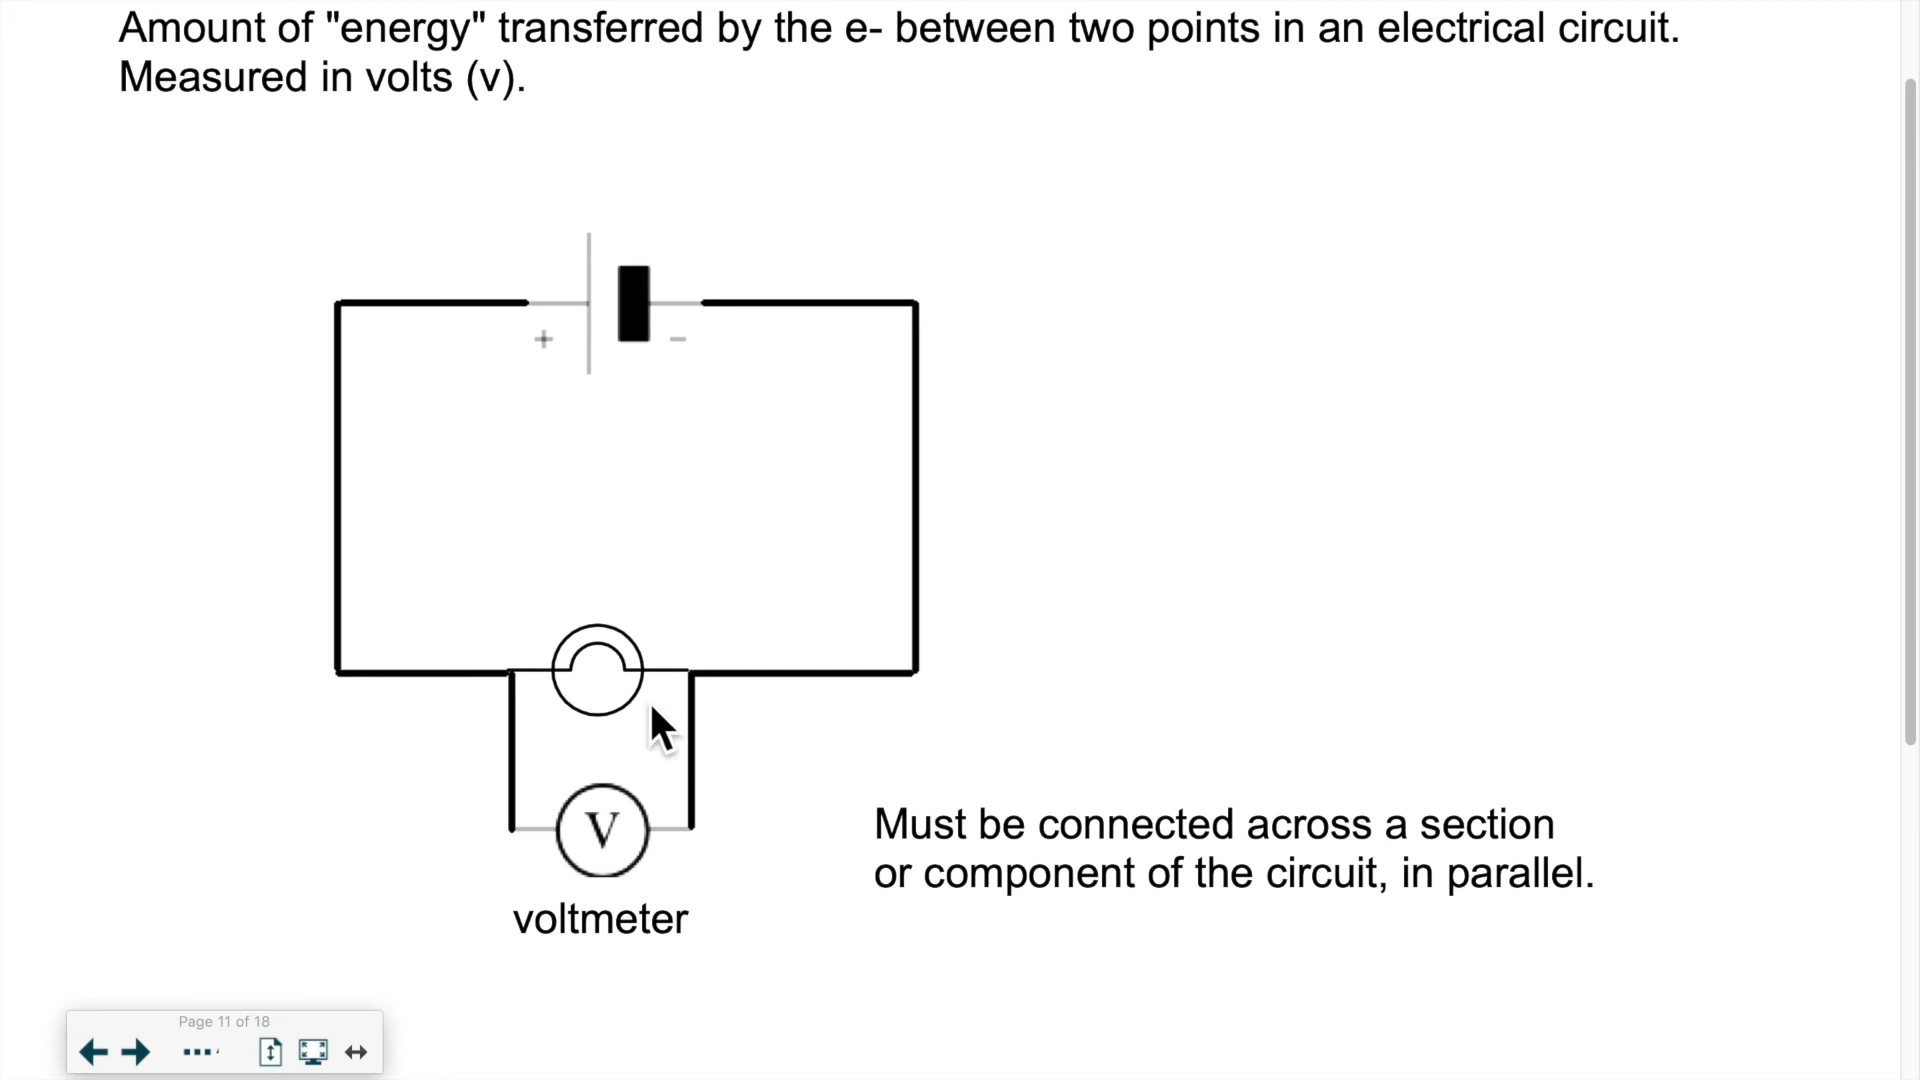 Amount of "energy" transferred by the e- between two points in an electrical circuit.
Measured in volts (v).
+
−
V
Must be connected across a section
or component of the circuit, in parallel.
voltmeter
Page 11 of 18